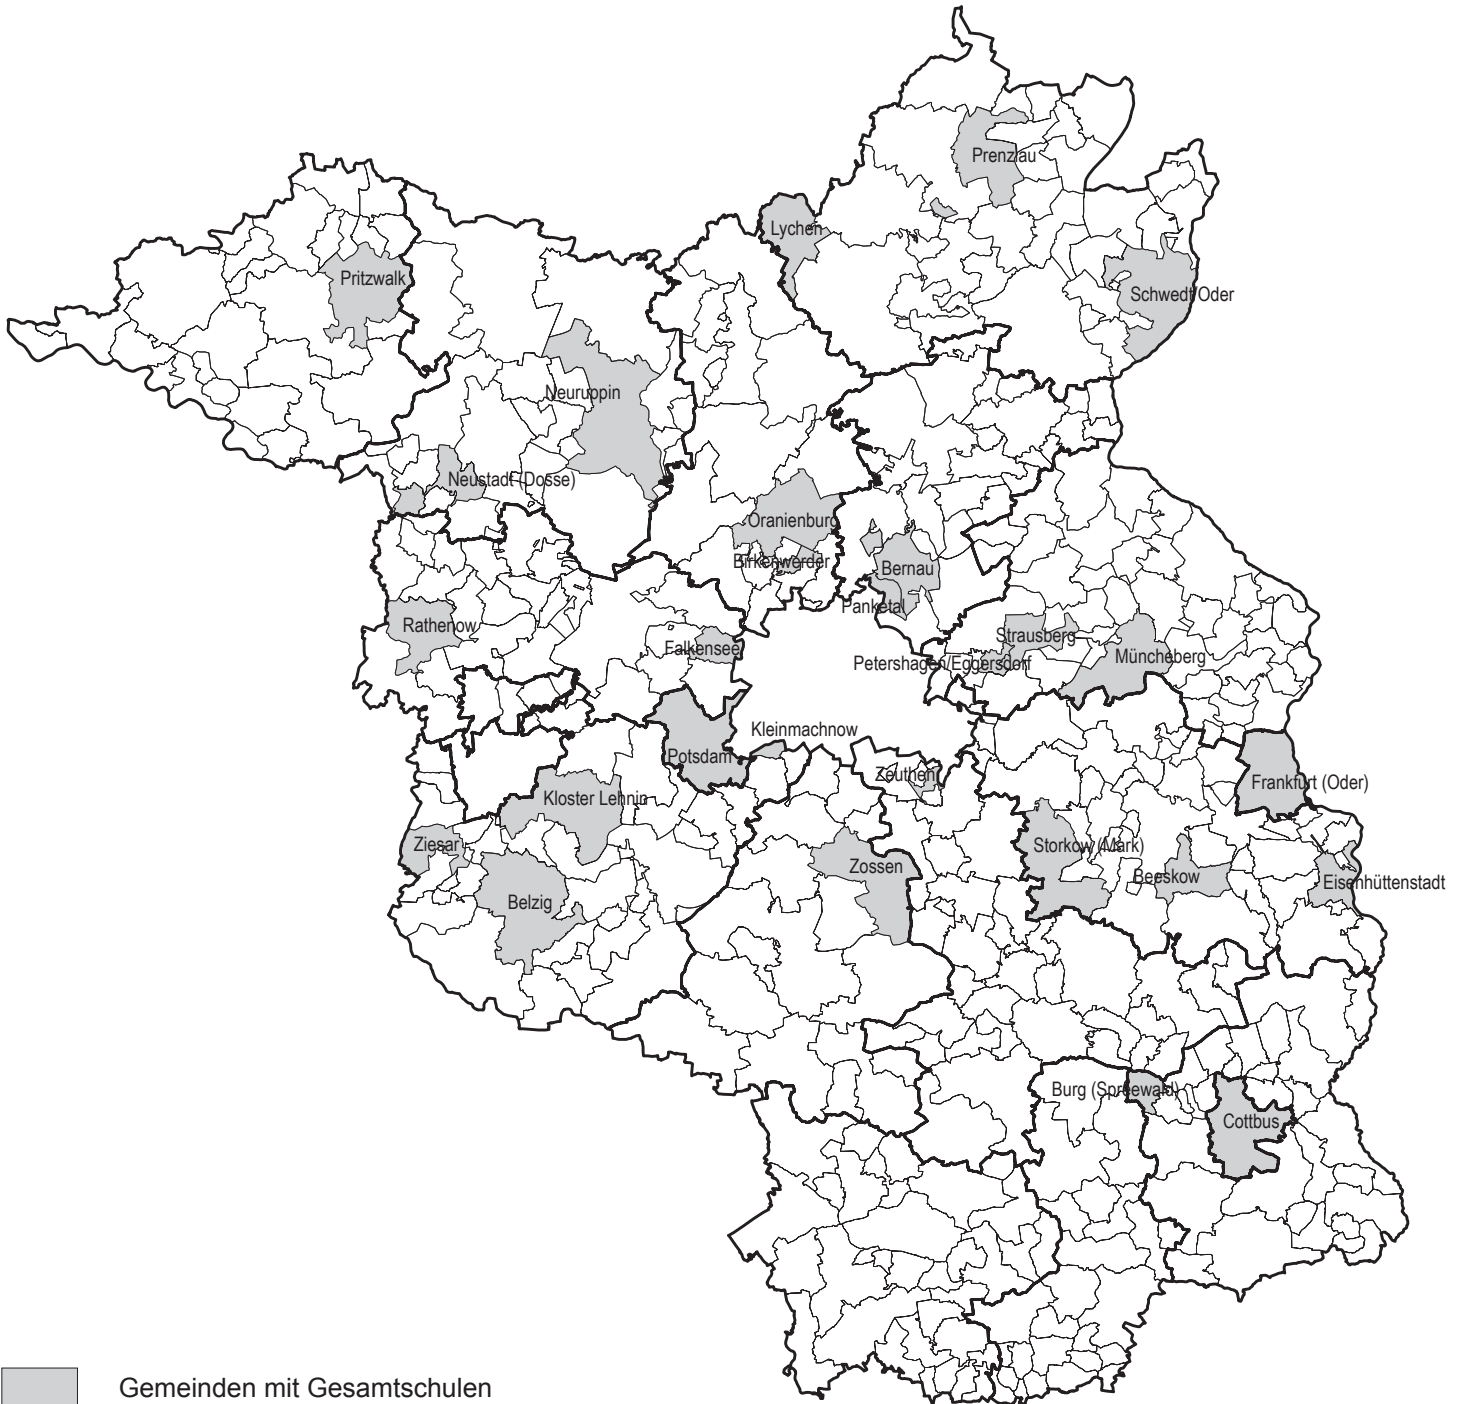 Prenzlau
Lychen
Pritzwalk
Schwedt/Oder
Neuruppin
Neustadt (Dosse)
Oranienburg
Birkenwerder
Bernau
Panketal
Rathenow
Strausberg
Falkensee
Müncheberg
Petershagen/Eggersdorf
Kleinmachnow
Potsdam
Zeuthen
Frankfurt (Oder)
Kloster Lehnin
Ziesar
Storkow (Mark)
Zossen
Beeskow
Eisenhüttenstadt
Belzig
Burg (Spreewald)
Cottbus
Gemeinden mit Gesamtschulen